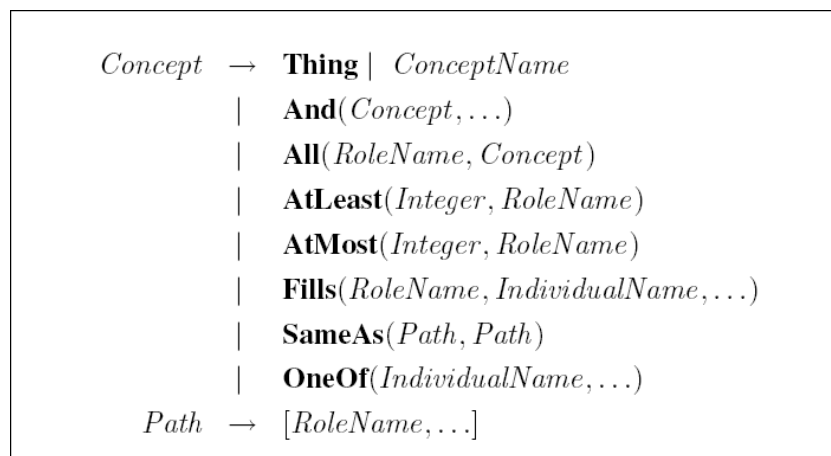 Concept → Thing | ConceptName
| And(Concept,...)
| All(RoleName, Concept)
| AtLeast(Integer, RoleName)
| AtMost(Integer, RoleName)
| Fills(RoleName, IndividualName,...)
| SameAs(Path, Path)
| OneOf(IndividualName,...)
Path → [RoleName,...]